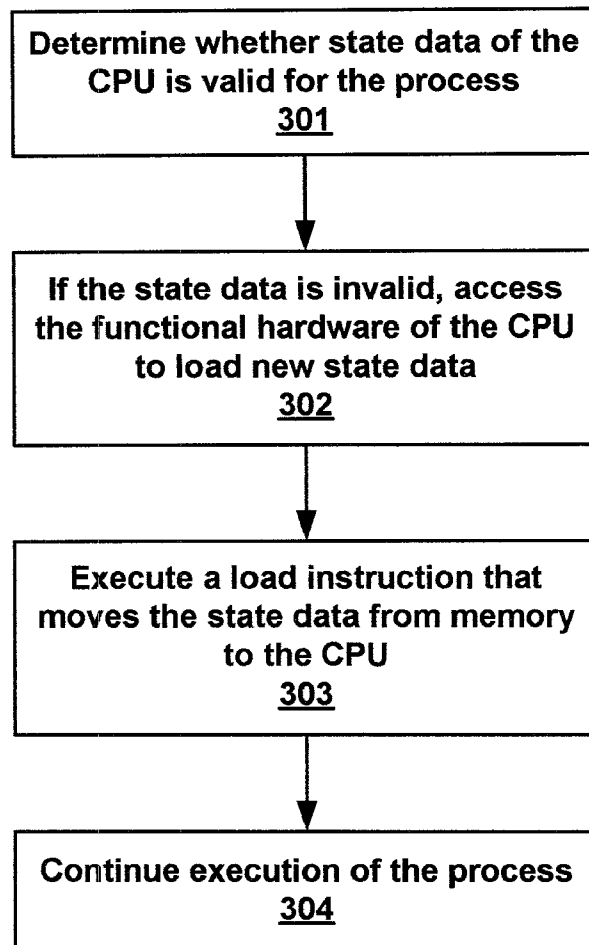 Determine whether state data of the
CPU is valid for the process
301
If the state data is invalid, access
the functional hardware of the CPU
to load new state data
302
Execute a load instruction that
moves the state data from memory
to the CPU
303
Continue execution of the process
304